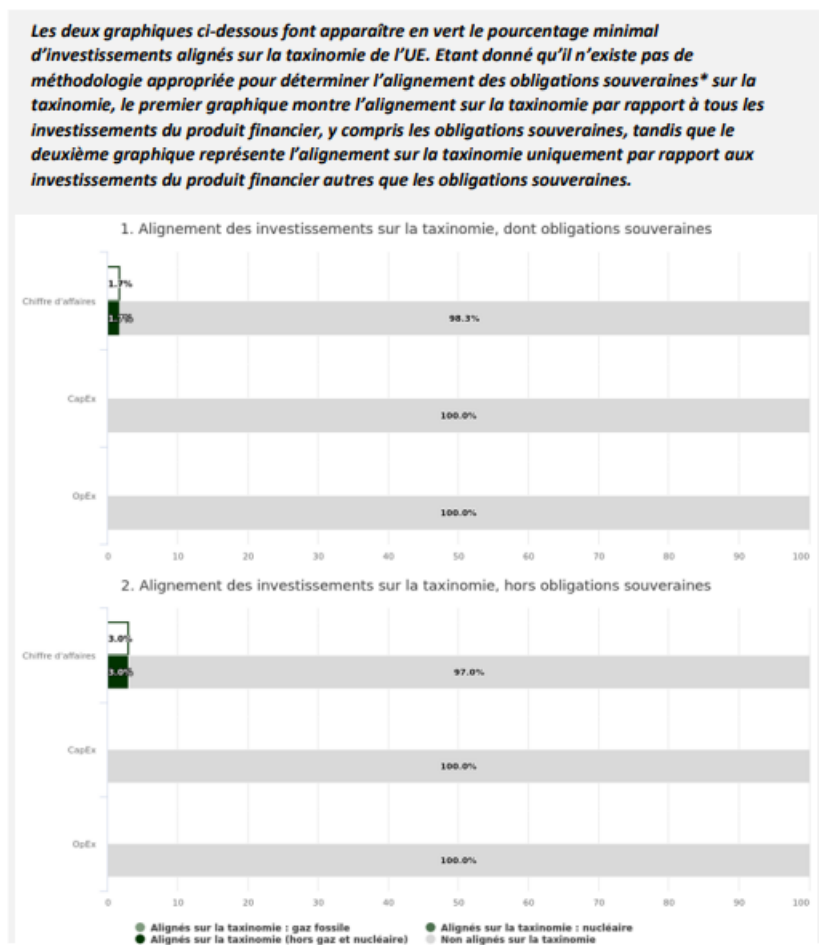 Les deux graphiques ci-dessous font apparaître en vert le pourcentage minimal
d'investissements alignés sur la taxinomie de l'UE. Etant donné qu'il n'existe pas de
méthodologie appropriée pour déterminer l'alignement des obligations souveraines* sur la
taxinomie, le premier graphique montre l'alignement sur la taxinomie par rapport à tous les
investissements du produit financier, y compris les obligations souveraines, tandis que le
deuxième graphique représente l'alignement sur la taxinomie uniquement par rapport aux
investissements du produit financier autres que les obligations souveraines.
1. Alignement des investissements sur la taxinomie, dont obligations souveraines
1.7%
Chiffre d'affaires
98.3%
CapEx
100.0%
OpEx
100.0%
0 10 20 30 40 50 60 70 80 90 100
2. Alignement des investissements sur la taxinomie, hors obligations souveraines
3.0%
Chiffre d'affaires
3.0% 97.0%
CapEx
100.0%
OpEx
100.0%
0 10 20 30 40 50 60 70 80 90 100
Alignés sur la taxinomie : gaz fossile Alignés sur la taxinomie : nucléaire
Alignés sur la taxinomie (hors gaz et nucléaire) Non alignés sur la taxinomie